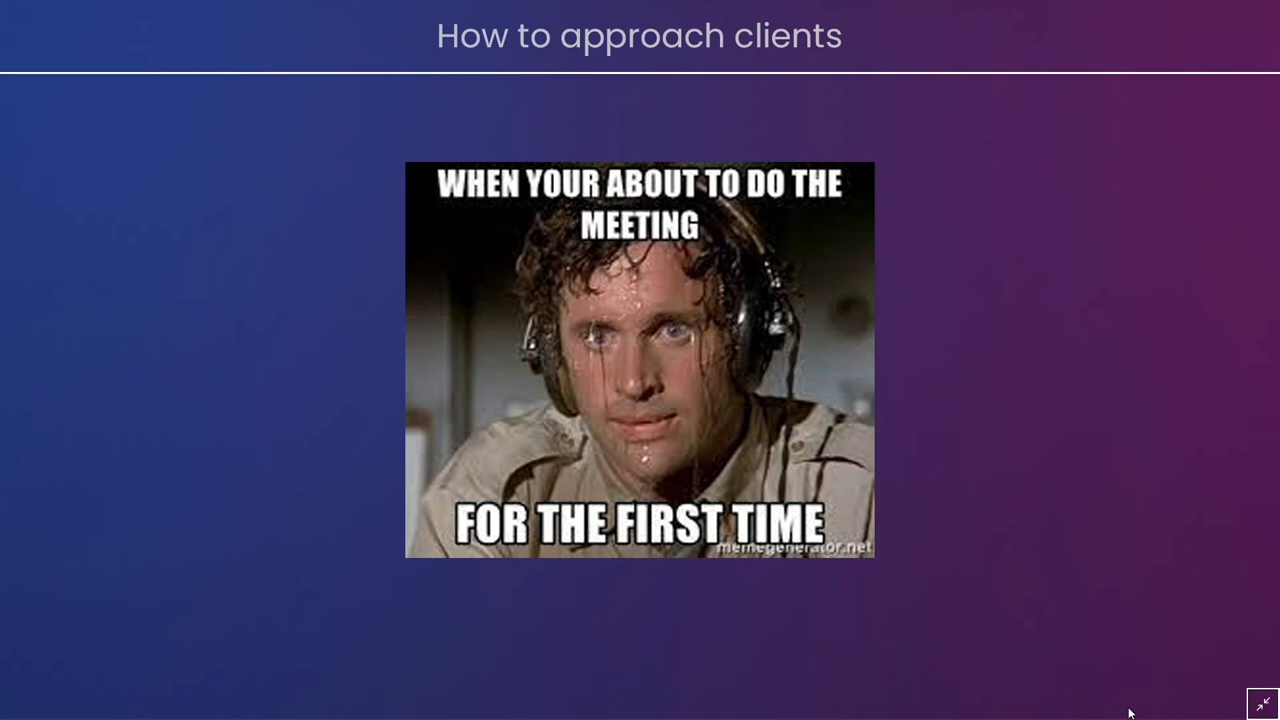 How to approach clients
WHEN YOUR ABOUT TO DO THE
MEETING
FOR THE FIRST TIME
memegenerator.net